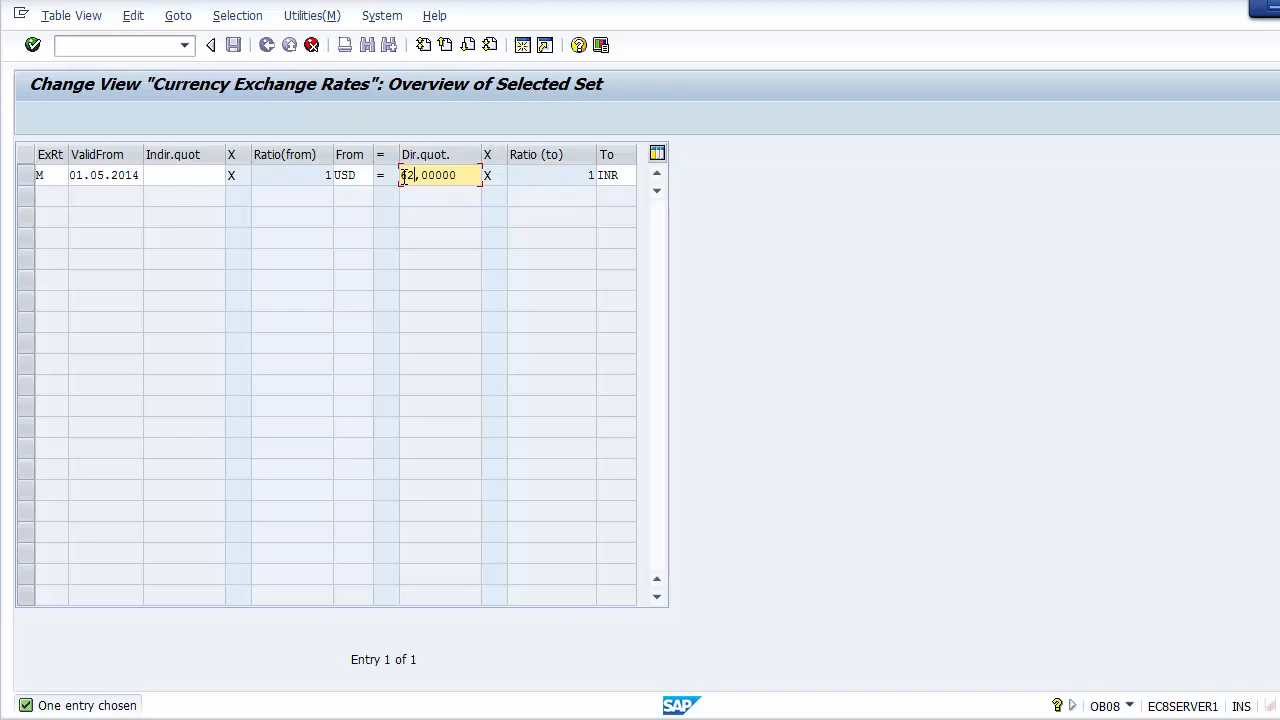 Table View Edit Goto Selection Utilities(M) System Help
Change View "Currency Exchange Rates": Overview of Selected Set
ExRt ValidFrom Indir.quot X Ratio(from) From = Dir.quot. X Ratio (to) To
M 01.05.2014 X 1 USD = X 1 INR
Entry 1 of 1
One entry chosen
SAP
OB08 EC8SERVER1 INS